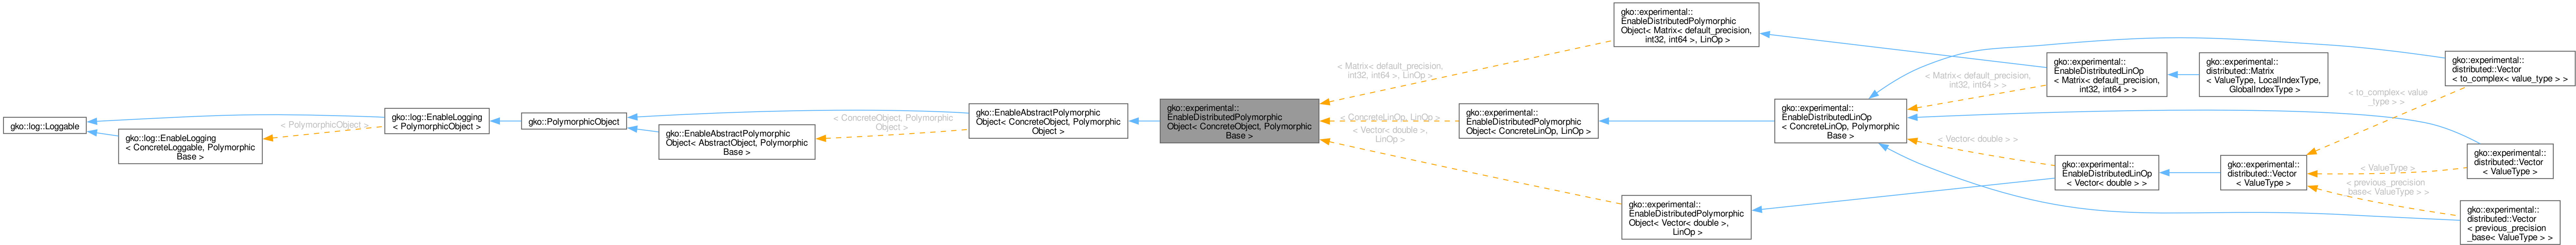 gko::log::Loggable
gko::log::EnableLogging
< ConcreteLoggable, Polymorphic
Base >
< PolymorphicObject >
gko::log::EnableLogging
< PolymorphicObject >
gko::PolymorphicObject
gko::EnableAbstractPolymorphic
Object< AbstractObject, Polymorphic
Base >
< ConcreteObject, Polymorphic
Object >
gko::EnableAbstractPolymorphic
Object< ConcreteObject, Polymorphic
Object >
gko::experimental::
EnableDistributedPolymorphic
Object< ConcreteObject, Polymorphic
Base >
< Matrix< default_precision,
int32, int64 >, LinOp >
< ConcreteLinOp, LinOp >
< Vector< double >,
LinOp >
gko::experimental::
EnableDistributedPolymorphic
Object< Matrix< default_precision,
int32, int64 >, LinOp >
gko::experimental::
EnableDistributedPolymorphic
Object< ConcreteLinOp, LinOp >
gko::experimental::
EnableDistributedPolymorphic
Object< Vector< double >,
LinOp >
gko::experimental::
EnableDistributedLinOp
< ConcreteLinOp, Polymorphic
Base >
< Matrix< default_precision,
int32, int64 > >
< Vector< double > >
gko::experimental::
EnableDistributedLinOp
< Matrix< default_precision,
int32, int64 > >
gko::experimental::
EnableDistributedLinOp
< Vector< double > >
gko::experimental::
distributed::Matrix
< ValueType, LocalIndexType,
GlobalIndexType >
gko::experimental::
distributed::Vector
< ValueType >
< to_complex< value
_type > >
< ValueType >
< previous_precision
_base< ValueType > >
gko::experimental::
distributed::Vector
< to_complex< value_type > >
gko::experimental::
distributed::Vector
< ValueType >
gko::experimental::
distributed::Vector
< previous_precision
_base< ValueType > >